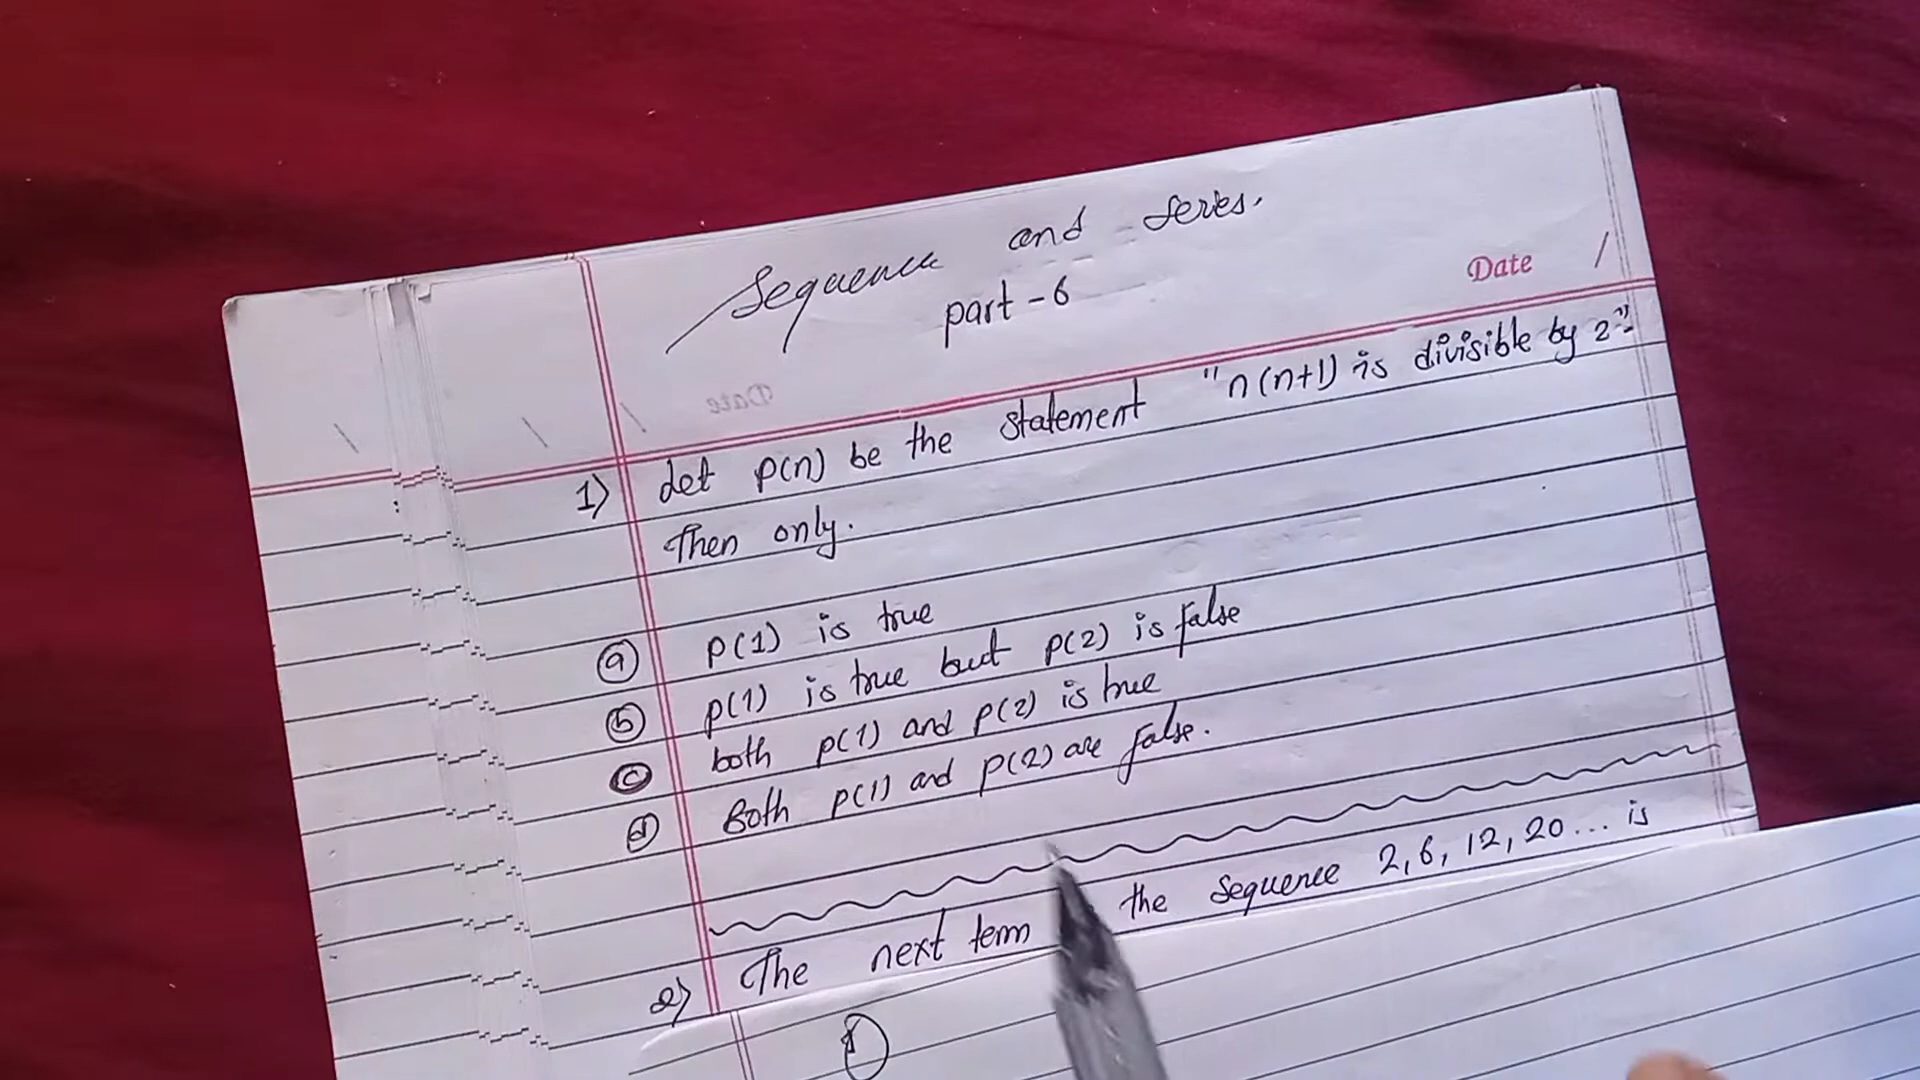 Sequence and series.
part-6
Date
Date
1) Let p(n) be the statement "n(n+1) is divisible by 2".
Then only.
a) p(1) is true
b) p(1) is true but p(2) is false
c) both p(1) and p(2) is true
d) Both p(1) and p(2) are false.
2) The next term the sequence 2,6,12,20... is